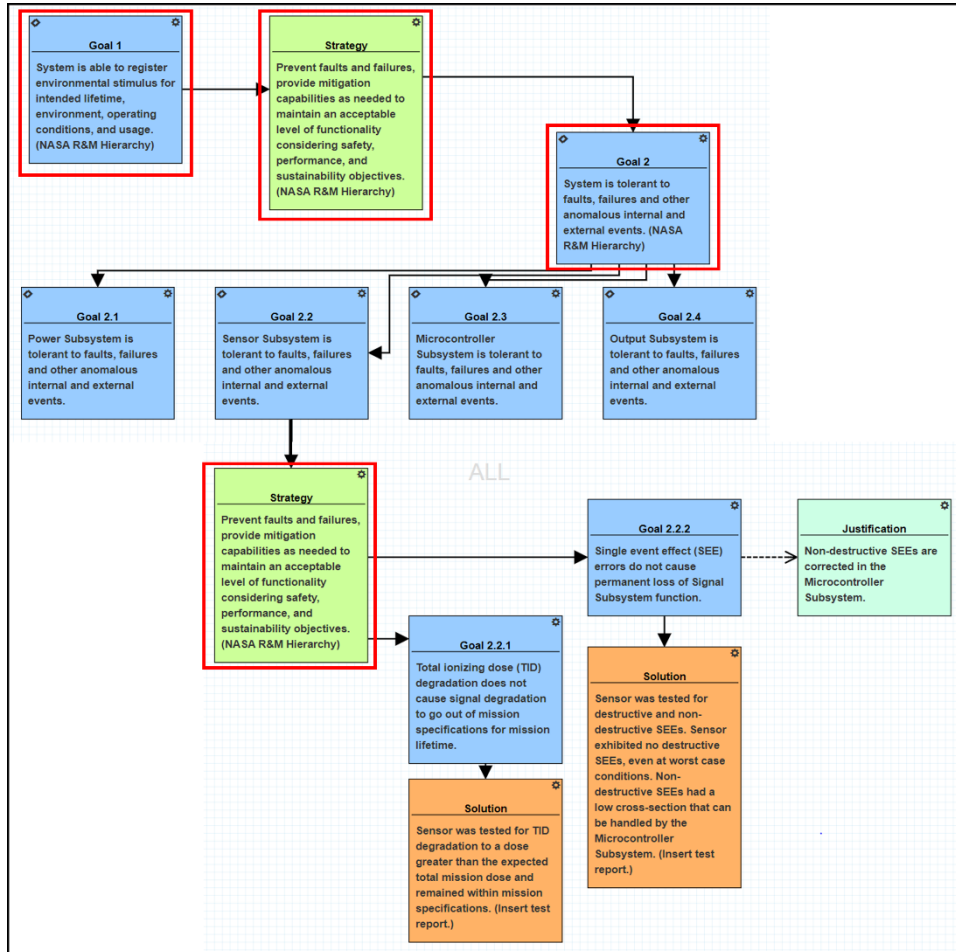 Goal 1
System is able to register
environmental stimulus for
intended lifetime,
environment, operating
conditions, and usage.
(NASA R&M Hierarchy)
Strategy
Prevent faults and failures,
provide mitigation
capabilities as needed to
maintain an acceptable
level of functionality
considering safety,
performance, and
sustainability objectives.
(NASA R&M Hierarchy)
Goal 2
System is tolerant to
faults, failures and other
anomalous internal and
external events. (NASA
R&M Hierarchy)
Goal 2.1
Power Subsystem is
tolerant to faults, failures
and other anomalous
internal and external
events.
Goal 2.2
Sensor Subsystem is
tolerant to faults, failures
and other anomalous
internal and external
events.
Goal 2.3
Microcontroller
Subsystem is tolerant to
faults, failures and other
anomalous internal and
external events.
Goal 2.4
Output Subsystem is
tolerant to faults, failures
and other anomalous
internal and external
events.
ALL
Strategy
Prevent faults and failures,
provide mitigation
capabilities as needed to
maintain an acceptable
level of functionality
considering safety,
performance, and
sustainability objectives.
(NASA R&M Hierarchy)
Goal 2.2.2
Single event effect (SEE)
errors do not cause
permanent loss of Signal
Subsystem function.
Justification
Non-destructive SEEs are
corrected in the
Microcontroller
Subsystem.
Goal 2.2.1
Total ionizing dose (TID)
degradation does not
cause signal degradation
to go out of mission
specifications for mission
lifetime.
Solution
Sensor was tested for
destructive and non-
destructive SEEs. Sensor
exhibited no destructive
SEEs, even at worst case
conditions. Non-
destructive SEEs had a
low cross-section that can
be handled by the
Microcontroller
Subsystem. (Insert test
report.)
Solution
Sensor was tested for TID
degradation to a dose
greater than the expected
total mission dose and
remained within mission
specifications. (Insert test
report.)